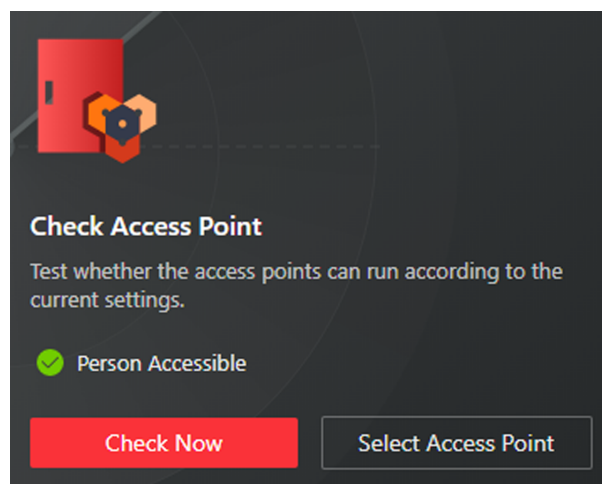 Check Access Point
Test whether the access points can run according to the
current settings.
Person Accessible
Check Now
Select Access Point